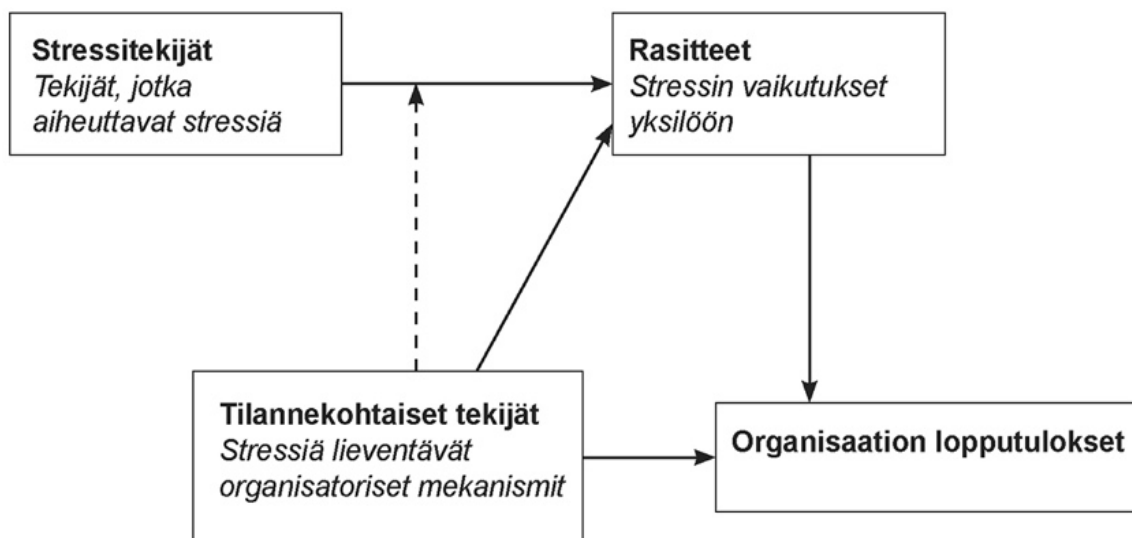 Stressitekijät
Tekijät, jotka
aiheuttavat stressiä
Rasitteet
Stressin vaikutukset
yksilöön
Tilannekohtaiset tekijät
Stressiä lieventävät
organisatoriset mekanismit
Organisaation lopputulokset